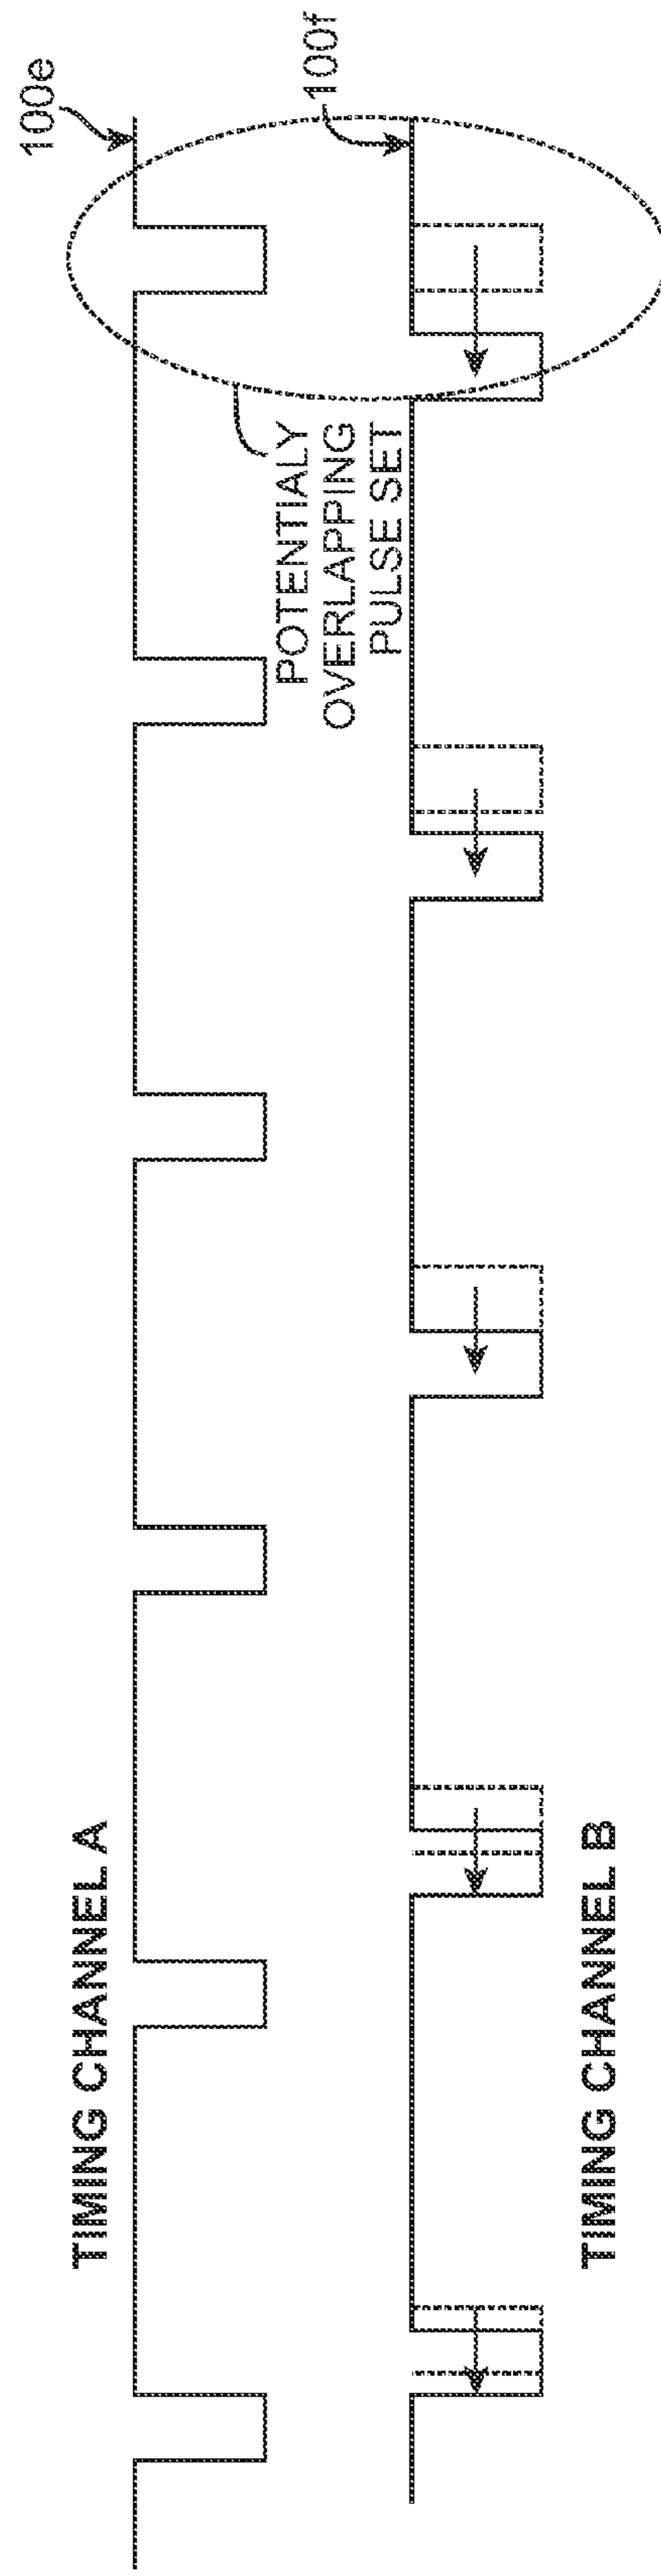 TIMING CHANNEL A
100e
POTENTIALY
OVERLAPPING
PULSE SET
100f
TIMING CHANNEL B